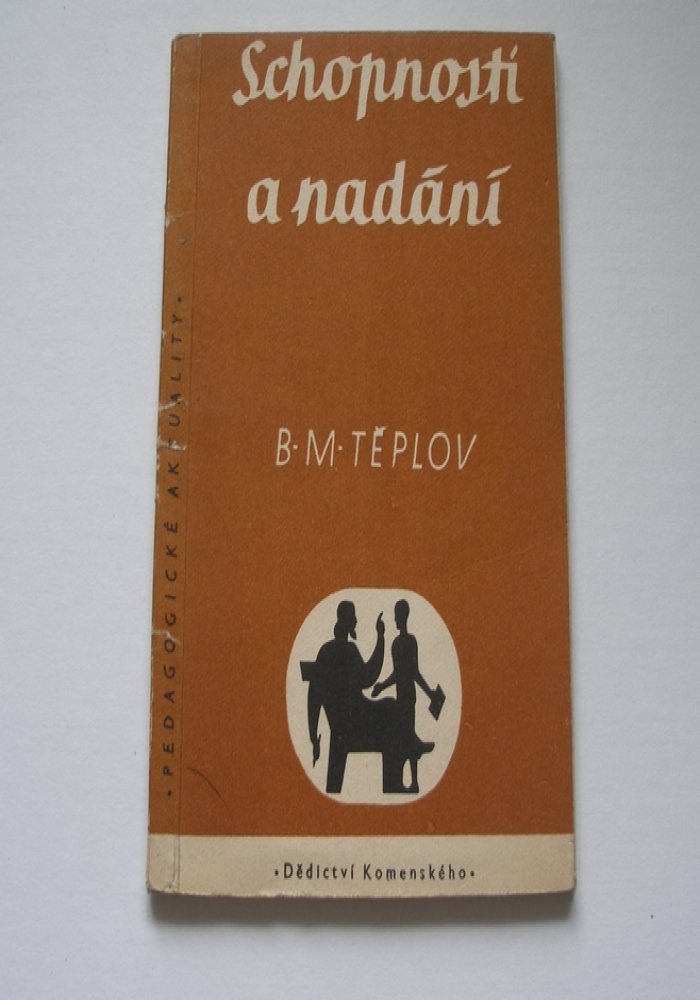 Schopnosti
a nadání
B·M·TĚPLOV
·PEDAGOGICKÉ AKTUALITY·
·Dědictví Komenského·